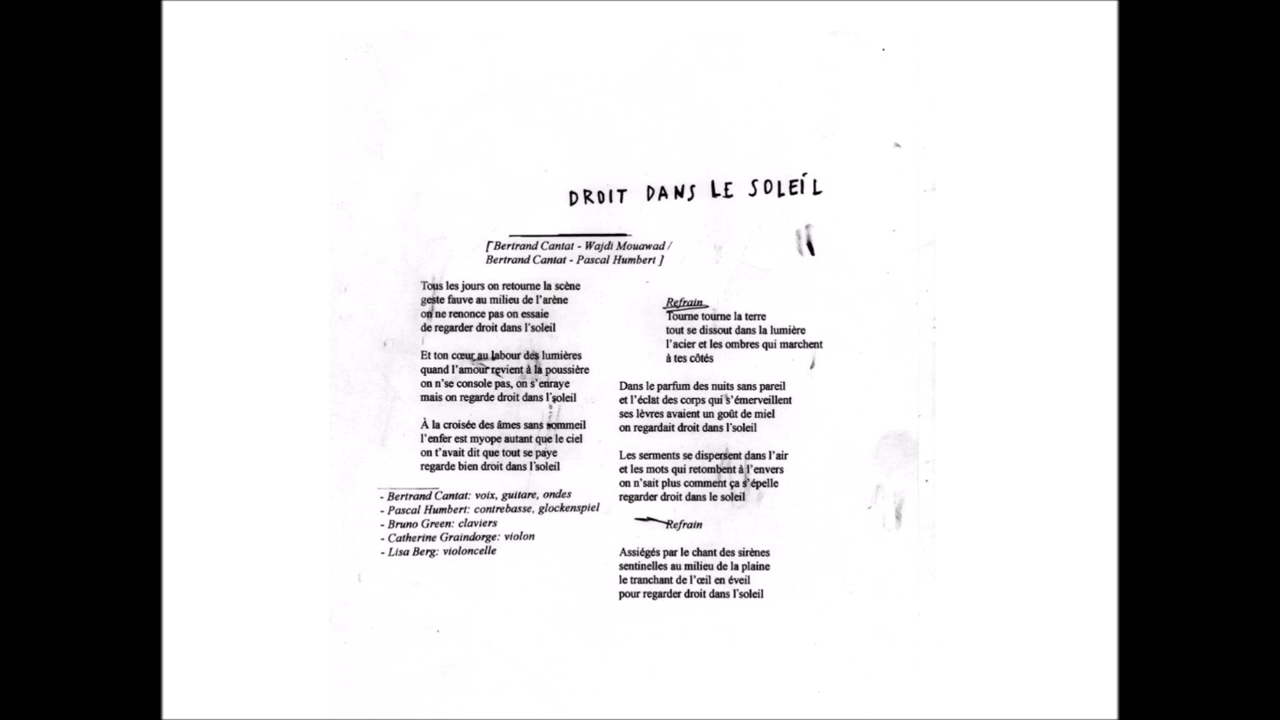 DROIT DANS LE SOLEIL
[ Bertrand Cantat - Wajdi Mouawad /
Bertrand Cantat - Pascal Humbert ]
Tous les jours on retourne la scène
geste fauve au milieu de l'arène
on ne renonce pas on essaie
de regarder droit dans l'soleil
Et ton cœur au labour des lumières
quand l'amour revient à la poussière
on n'se console pas, on s'enraye
mais on regarde droit dans l'soleil
À la croisée des âmes sans sommeil
l'enfer est myope autant que le ciel
on t'avait dit que tout se paye
regarde bien droit dans l'soleil
- Bertrand Cantat: voix, guitare, ondes
- Pascal Humbert: contrebasse, glockenspiel
- Bruno Green: claviers
- Catherine Graindorge: violon
- Lisa Berg: violoncelle
Refrain
Tourne tourne la terre
tout se dissout dans la lumière
l'acier et les ombres qui marchent
à tes côtés
Dans le parfum des nuits sans pareil
et l'éclat des corps qui s'émerveillent
ses lèvres avaient un goût de miel
on regardait droit dans l'soleil
Les serments se dispersent dans l'air
et les mots qui retombent à l'envers
on n'sait plus comment ça s'épelle
regarder droit dans le soleil
Refrain
Assiégés par le chant des sirènes
sentinelles au milieu de la plaine
le tranchant de l'œil en éveil
pour regarder droit dans l'soleil